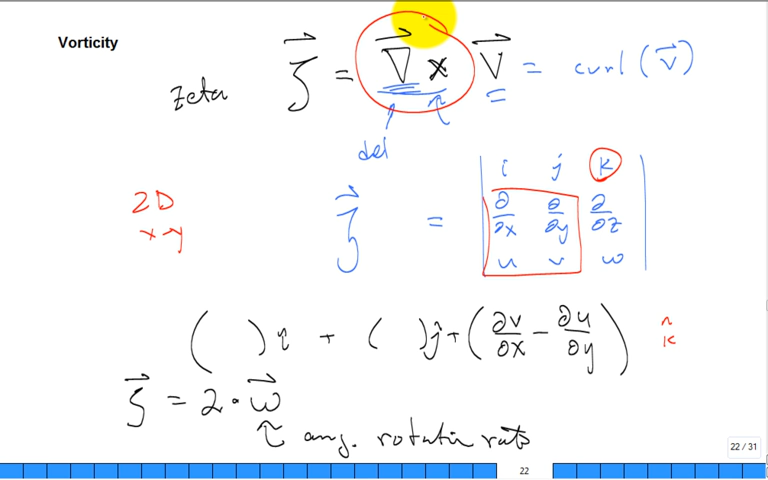 Vorticity
zeta ζ⃗ = ∇⃗ × V⃗ = curl (V⃗)
del
i j k
2D
x-y
ζ⃗ = | ∂/∂x ∂/∂y ∂/∂z |
u v w
( )i + ( )ĵ + (∂v/∂x - ∂u/∂y) k̂
ζ⃗ = 2 · ω⃗
ang. rotation rate
22 / 31
22